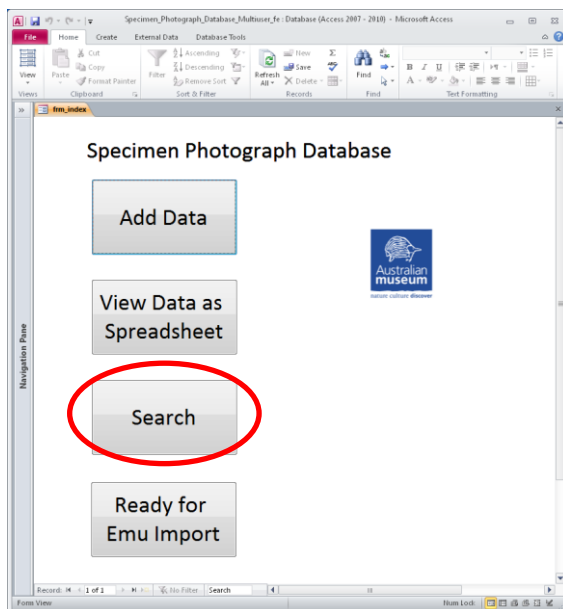 Specimen_Photograph_Database_Multiuser_fe : Database (Access 2007 - 2010) - Microsoft Access
File Home Create External Data Database Tools
View
Paste
Cut
Copy
Format Painter
Filter
Ascending
Descending
Remove Sort
Refresh All
New
Save
Delete
Find
Views Clipboard Sort & Filter Records Find Text Formatting
frm_index
Specimen Photograph Database
Add Data
Australian
museum
nature culture discover
View Data as
Spreadsheet
Navigation Pane
Search
Ready for
Emu Import
Record: 1 of 1 No Filter Search
Form View Num Lock